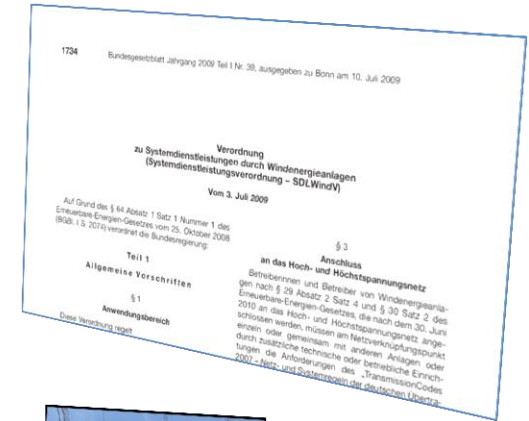 1734
Bundesgesetzblatt Jahrgang 2009 Teil I Nr. 39, ausgegeben zu Bonn am 10. Juli 2009
Verordnung
zu Systemdienstleistungen durch Windenergieanlagen
(Systemdienstleistungsverordnung – SDLWindV)
Vom 3. Juli 2009
Auf Grund des § 64 Absatz 1 Satz 1 Nummer 1 des
Erneuerbare-Energien-Gesetzes vom 25. Oktober 2008
(BGBl. I S. 2074) verordnet die Bundesregierung:
Teil 1
Allgemeine Vorschriften
§ 1
Anwendungsbereich
Diese Verordnung regelt
§ 3
Anschluss
an das Hoch- und Höchstspannungsnetz
Betreiberinnen und Betreiber von Windenergieanla-
gen nach § 29 Absatz 2 Satz 4 und § 30 Satz 2 des
Erneuerbare-Energien-Gesetzes, die nach dem 30. Juni
2010 an das Hoch- und Höchstspannungsnetz ange-
schlossen werden, müssen am Netzverknüpfungspunkt
einzeln oder gemeinsam mit anderen Anlagen oder
durch zusätzliche technische oder betriebliche Einrich-
tungen die Anforderungen des „TransmissionCodes
2007 – Netz- und Systemregeln der deutschen Übertra-